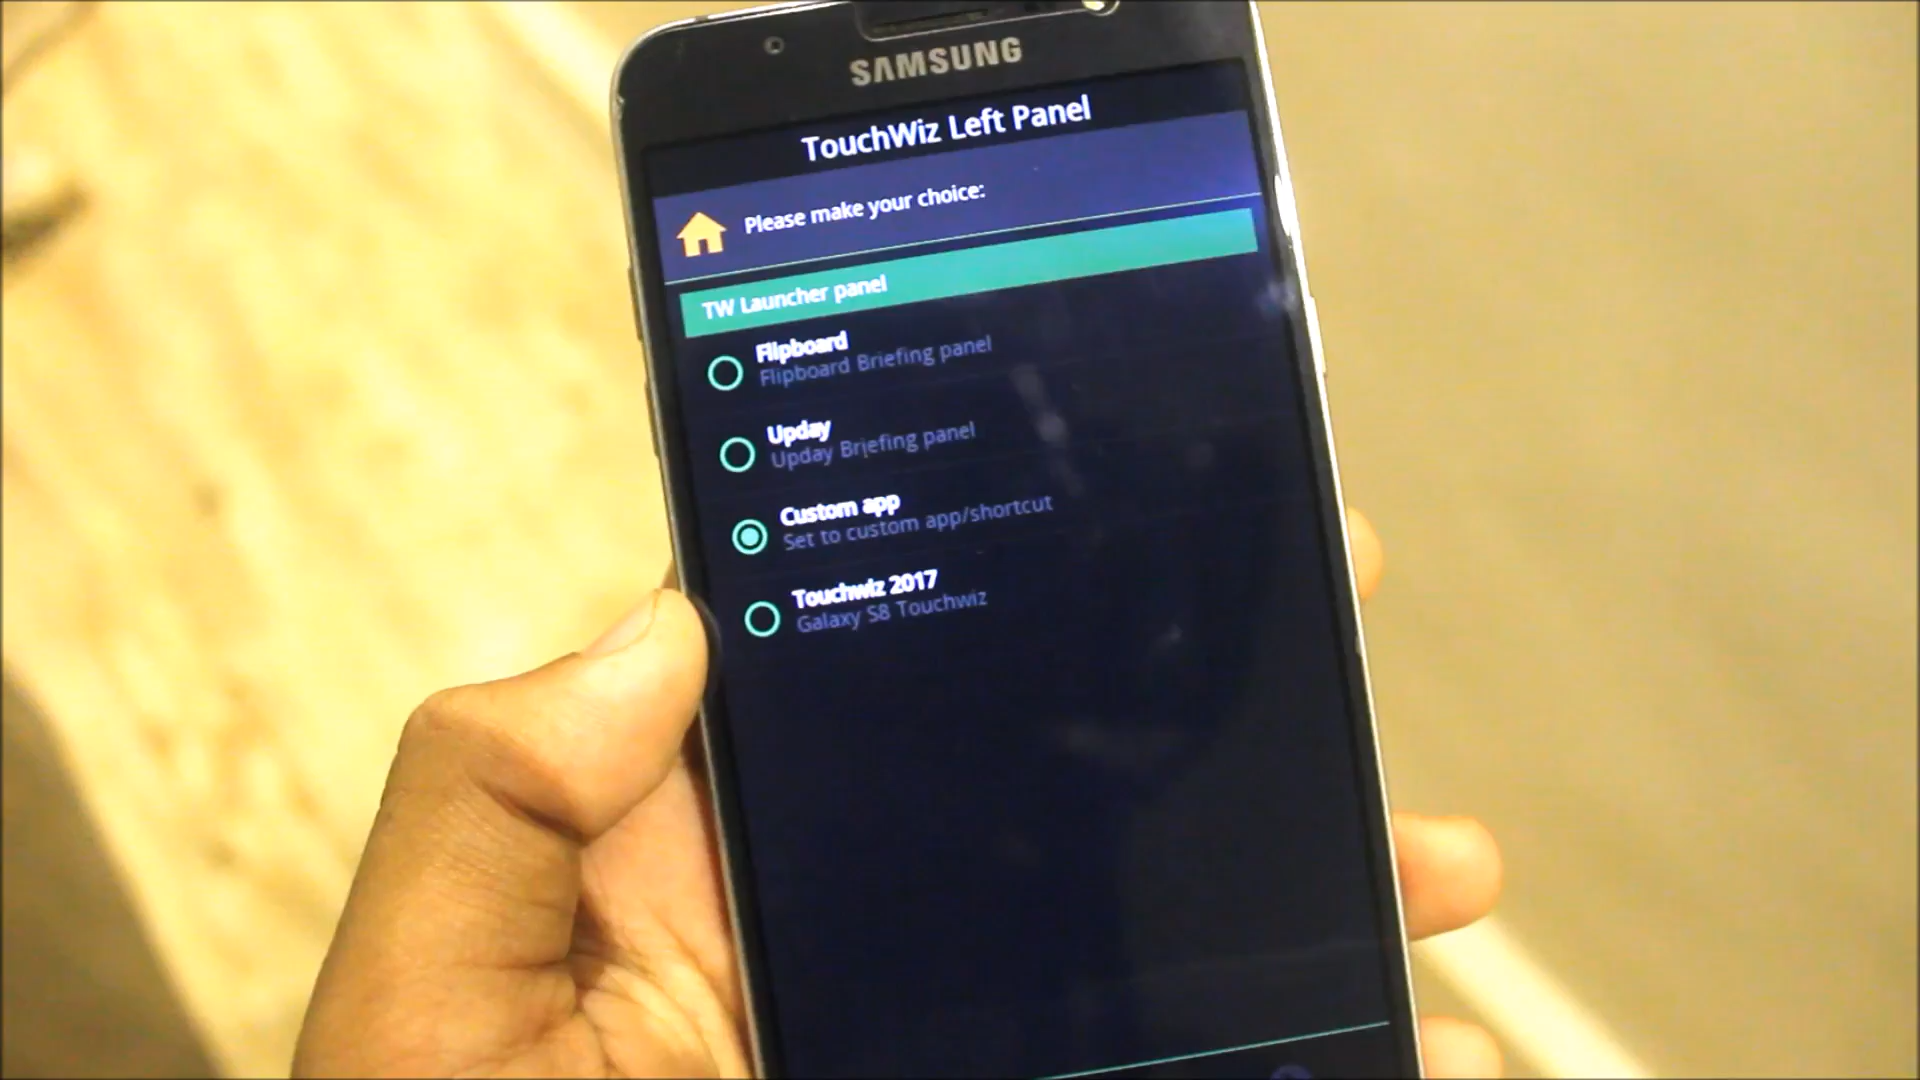 SAMSUNG
TouchWiz Left Panel
Please make your choice:
TW Launcher panel
Flipboard
Flipboard Briefing panel
Upday
Upday Briefing panel
Custom app
Set to custom app/shortcut
Touchwiz 2017
Galaxy S8 Touchwiz